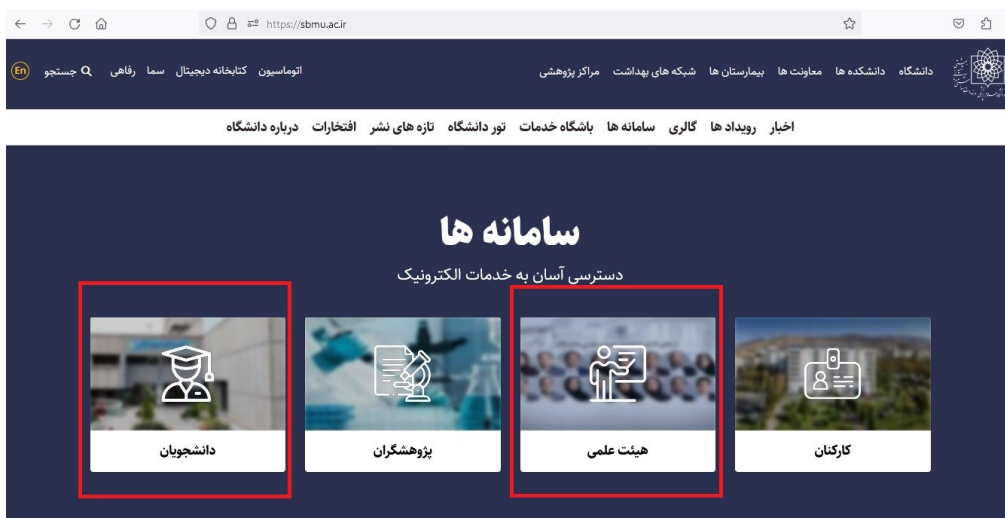 https://sbmu.ac.ir
دانشگاه دانشکده ها معاونت ها بیمارستان ها شبکه های بهداشت مراکز پژوهشی اتوماسیون کتابخانه دیجیتال سما رفاهی جستجو En
اخبار رویداد ها گالری سامانه ها باشگاه خدمات تور دانشگاه تازه های نشر افتخارات درباره دانشگاه
سامانه ها
دسترسی آسان به خدمات الکترونیک
کارکنان هیئت علمی پژوهشگران دانشجویان